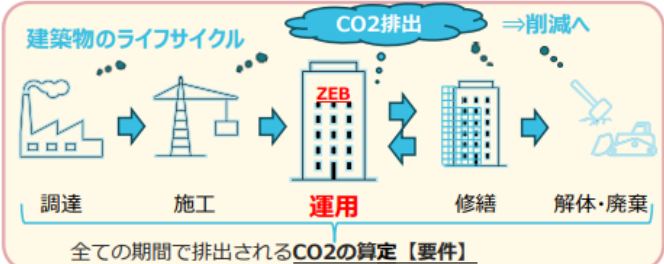 建築物のライフサイクル
CO2排出
⇒削減へ
ZEB
調達
施工
運用
修繕
解体・廃棄
全ての期間で排出されるCO2の算定【要件】